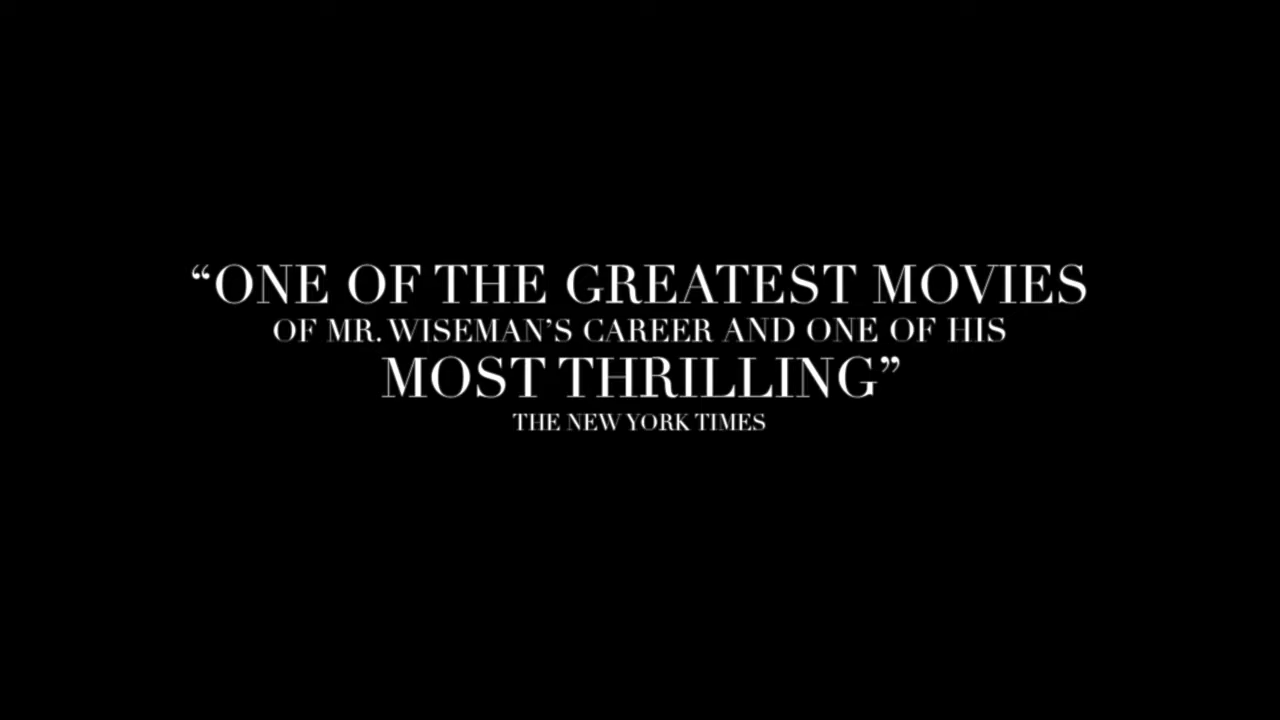 “ONE OF THE GREATEST MOVIES
OF MR. WISEMAN’S CAREER AND ONE OF HIS
MOST THRILLING”
THE NEW YORK TIMES